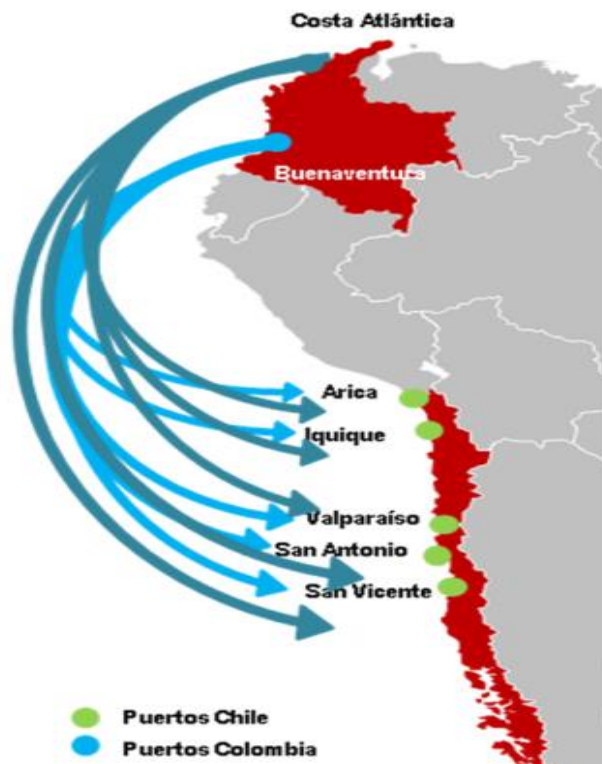 Costa Atlántica
Buenaventura
Arica
Iquique
Valparaíso
San Antonio
San Vicente
Puertos Chile
Puertos Colombia